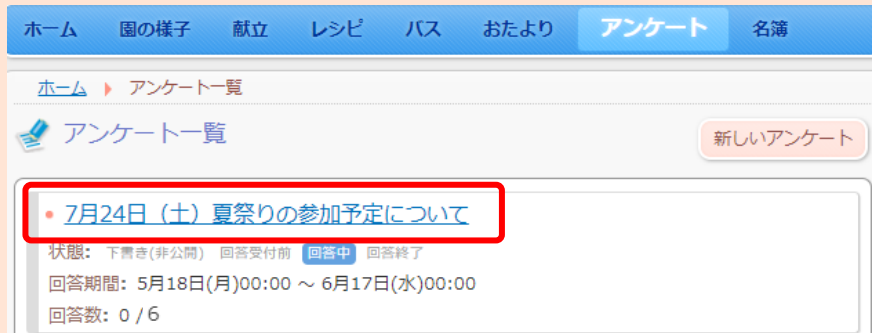 ホーム 園の様子 献立 レシピ バス おたより アンケート 名簿
ホーム アンケート一覧
アンケート一覧
新しいアンケート
• 7月24日（土）夏祭りの参加予定について
状態: 下書き(非公開) 回答受付前 回答中 回答終了
回答期間: 5月18日(月)00:00 ～ 6月17日(水)00:00
回答数: 0 / 6